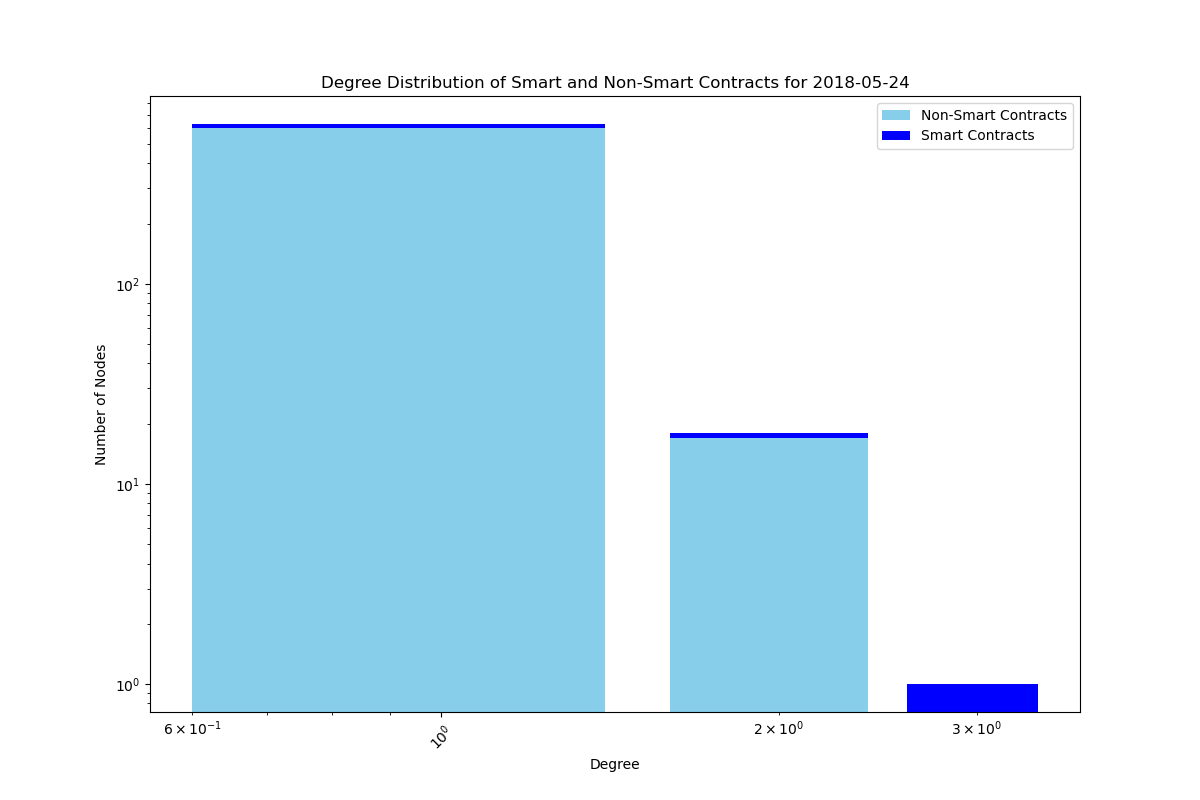 Degree Distribution of Smart and Non-Smart Contracts for 2018-05-24
Non-Smart Contracts
Smart Contracts
Number of Nodes
10²
10¹
10⁰
6 × 10⁻¹
10⁰
2 × 10⁰
3 × 10⁰
Degree